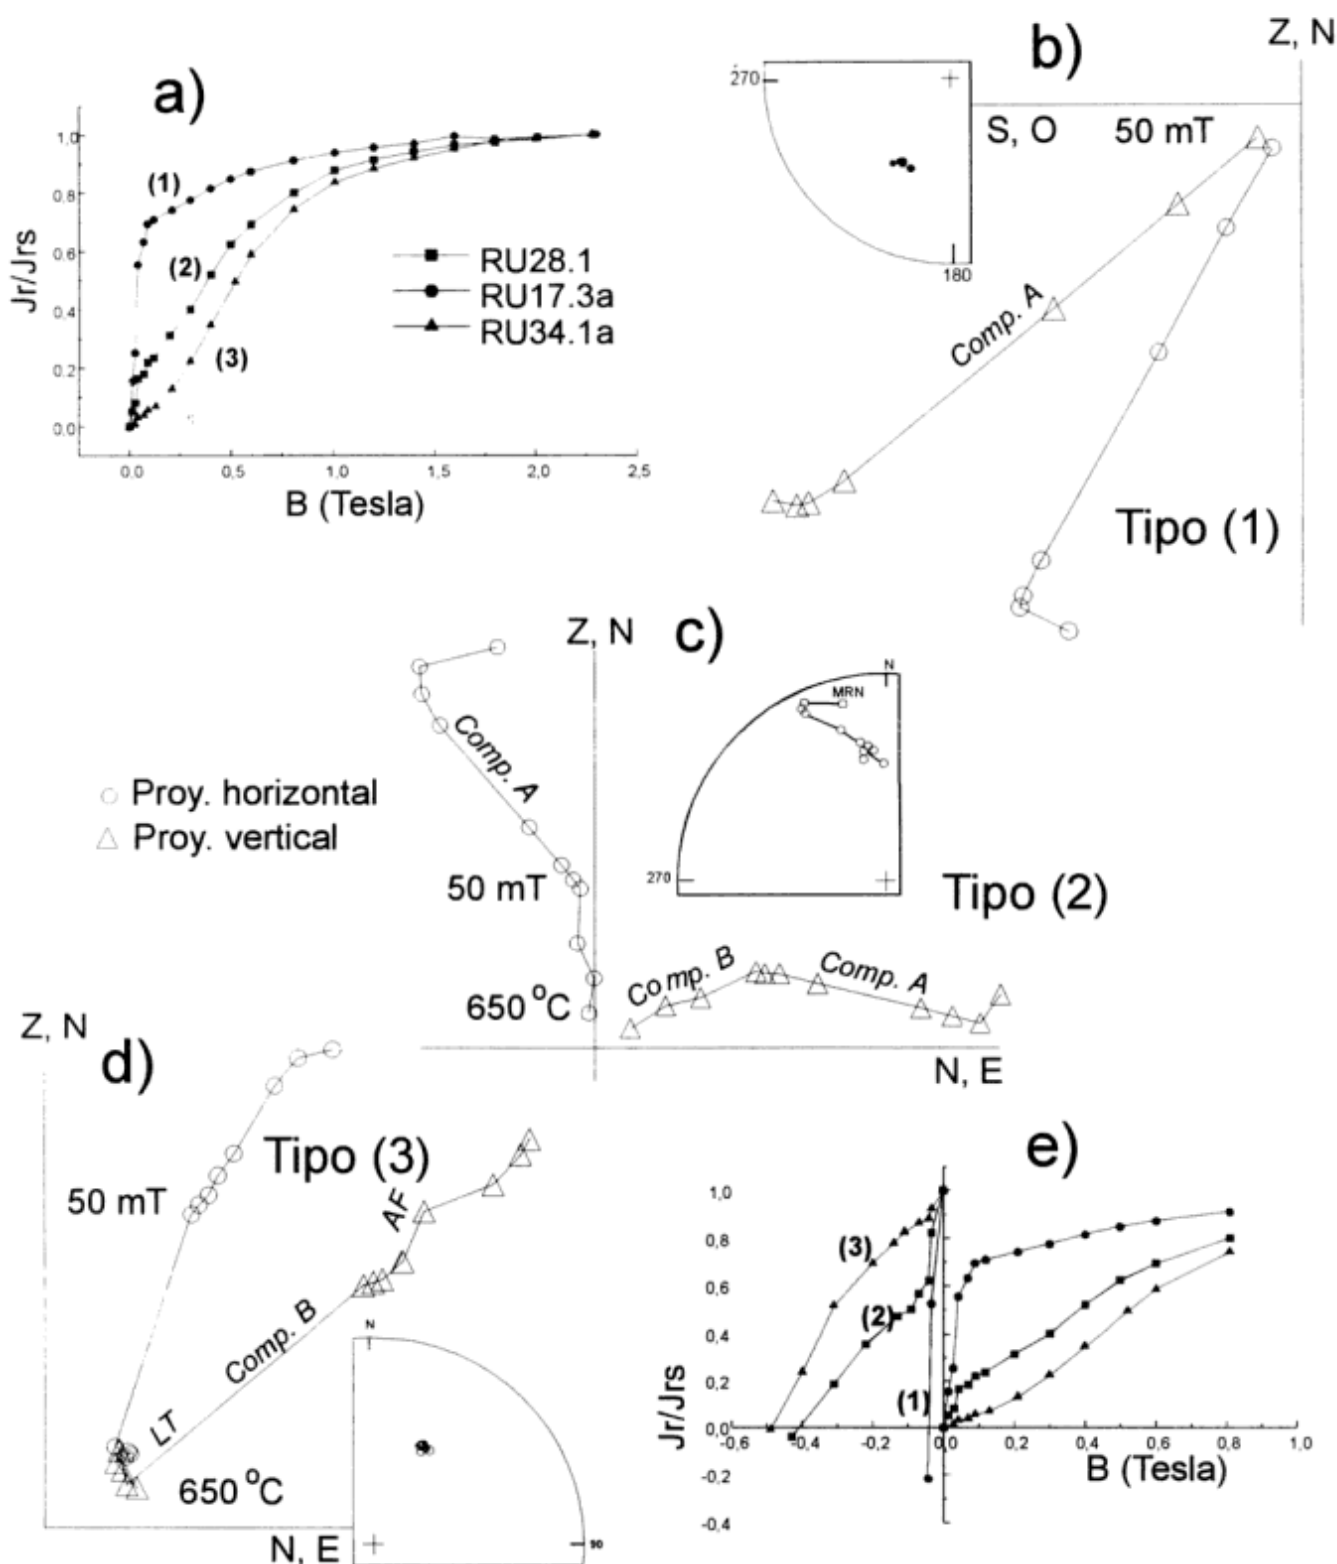 a)
1,0
0.8
0.6
0.4
0.2
0.0
0,0
0,5
1,0
1,5
2,0
2,5
Jr/Jrs
B (Tesla)
(1)
(2)
(3)
RU28.1
RU17.3a
RU34.1a
b)
Z, N
270
180
S, O
50 mT
Comp. A
Tipo (1)
c)
Z, N
Comp. A
50 mT
650 °C
N
MRN
270
Tipo (2)
Comp. B
Comp. A
N, E
Proy. horizontal
Proy. vertical
d)
Z, N
Tipo (3)
50 mT
AF
Comp. B
LT
650 °C
N, E
N
90
e)
1,0
0,8
0,6
0,4
0,2
0,0
-0,2
-0,4
-0,6
-0,4
-0,2
0,2
0,4
0,6
0,8
1,0
Jr/Jrs
B (Tesla)
(3)
(2)
(1)